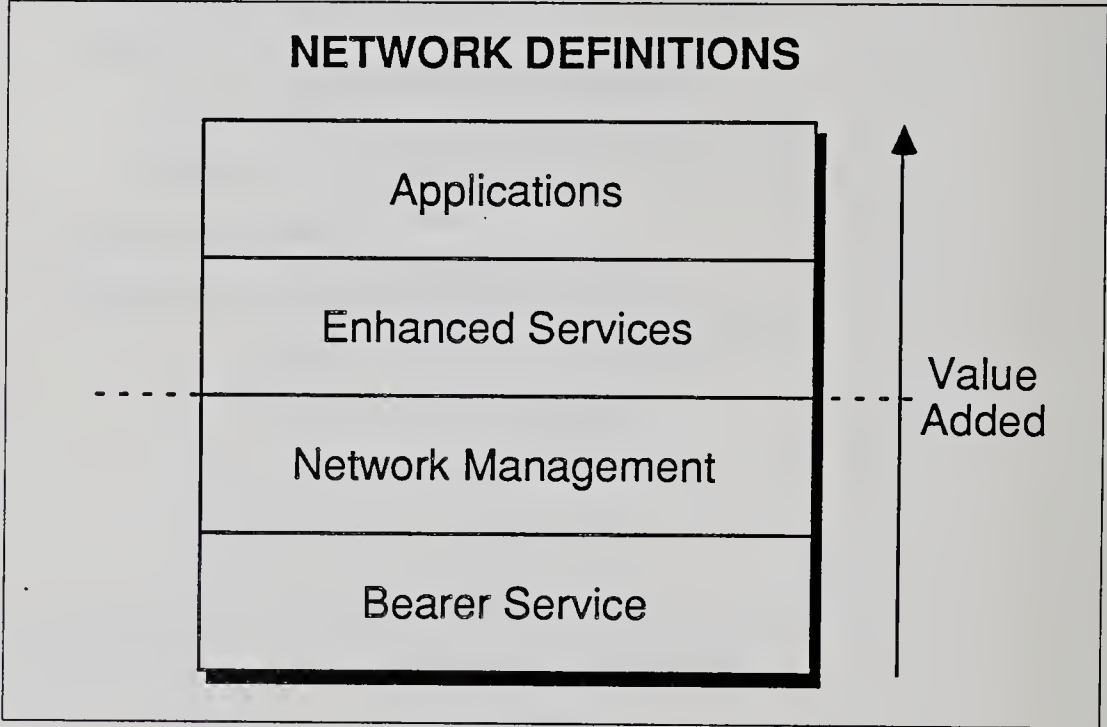 NETWORK DEFINITIONS
Applications
Enhanced Services
Value
Added
Network Management
Bearer Service